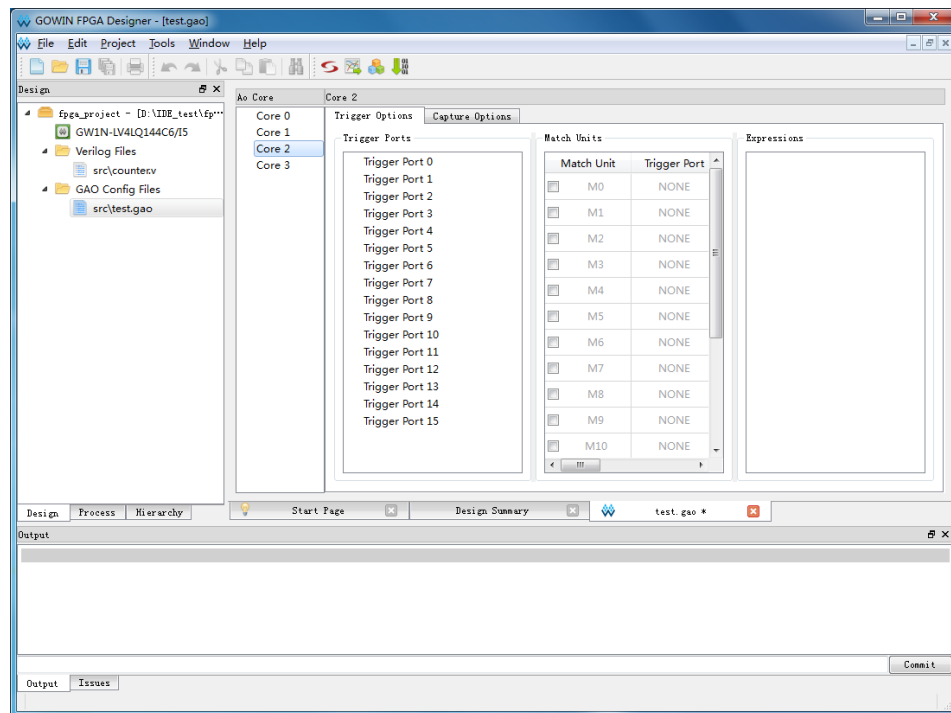 GOWIN FPGA Designer - [test.gao]
File Edit Project Tools Window Help
Design
fpga_project - [D:\IDE_test\fp...
GW1N-LV4LQ144C6/I5
Verilog Files
src\counter.v
GAO Config Files
src\test.gao
Design Process Hierarchy
Ao Core
Core 0
Core 1
Core 2
Core 3
Core 2
Trigger Options Capture Options
Trigger Ports
Trigger Port 0
Trigger Port 1
Trigger Port 2
Trigger Port 3
Trigger Port 4
Trigger Port 5
Trigger Port 6
Trigger Port 7
Trigger Port 8
Trigger Port 9
Trigger Port 10
Trigger Port 11
Trigger Port 12
Trigger Port 13
Trigger Port 14
Trigger Port 15
Match Units
Match Unit Trigger Port
M0 NONE
M1 NONE
M2 NONE
M3 NONE
M4 NONE
M5 NONE
M6 NONE
M7 NONE
M8 NONE
M9 NONE
M10 NONE
Expressions
Start Page Design Summary test.gao *
Output
Commit
Output Issues